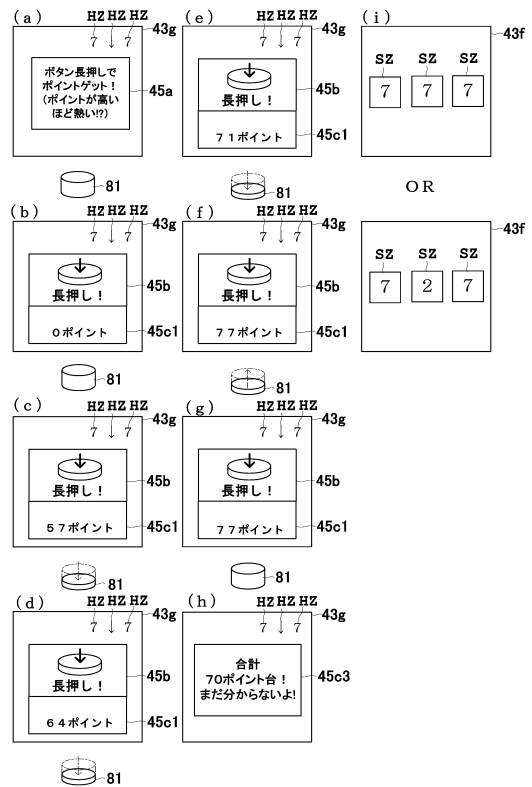 (a)
HZ HZ HZ
7 ↓ 7
43g
ボタン長押しで
ポイントゲット！
(ポイントが高い
ほど熱い!?)
45a
81
(b)
HZ HZ HZ
7 ↓ 7
43g
長押し！
45b
0ポイント
45c1
81
(c)
HZ HZ HZ
7 ↓ 7
43g
長押し！
45b
57ポイント
45c1
81
(d)
HZ HZ HZ
7 ↓ 7
43g
長押し！
45b
64ポイント
45c1
81
(e)
HZ HZ HZ
7 ↓ 7
43g
長押し！
45b
71ポイント
45c1
81
(f)
HZ HZ HZ
7 ↓ 7
43g
長押し！
45b
77ポイント
45c1
81
(g)
HZ HZ HZ
7 ↓ 7
43g
長押し！
45b
77ポイント
45c1
81
(h)
HZ HZ HZ
7 ↓ 7
43g
合計
70ポイント台！
まだ分からないよ!
45c3
(i)
43f
SZ SZ SZ
7 7 7
OR
43f
SZ SZ SZ
7 2 7